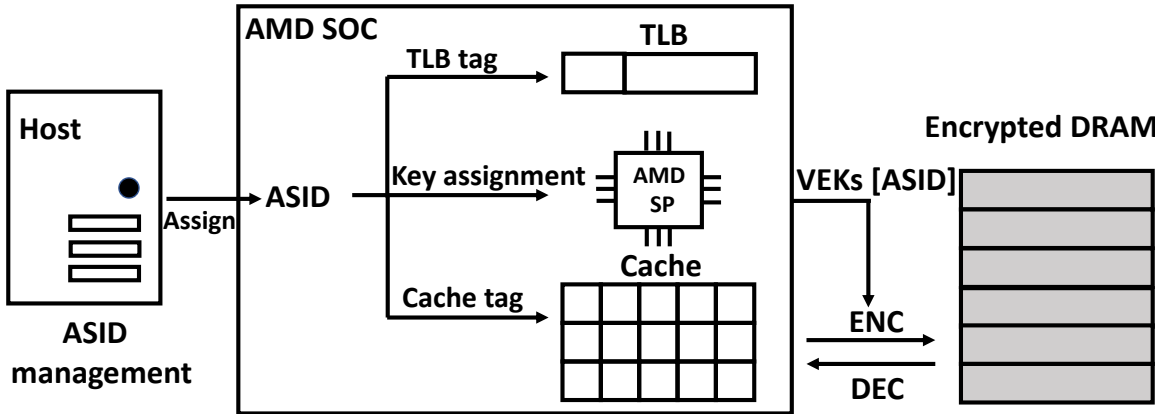 AMD SOC
TLB
TLB tag
Host
Encrypted DRAM
Key assignment
AMD
SP
VEKs [ASID]
ASID
Assign
Cache
Cache tag
ENC
DEC
ASID
management